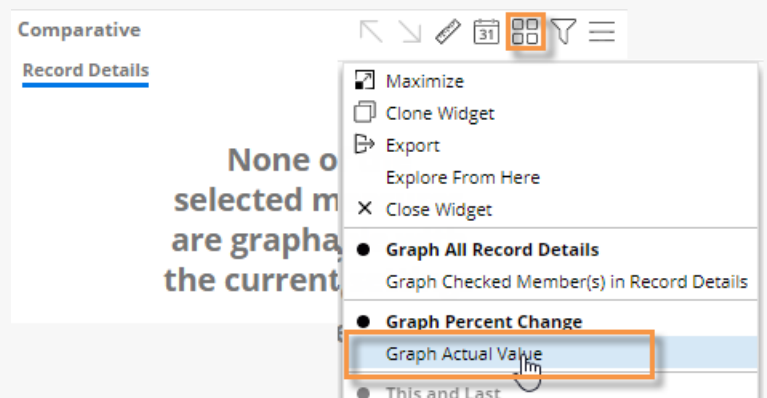 Comparative
31
Record Details
Maximize
Clone Widget
Export
Explore From Here
Close Widget
None o
selected m
are grapha
the current
Graph All Record Details
Graph Checked Member(s) in Record Details
Graph Percent Change
Graph Actual Value
This and Last